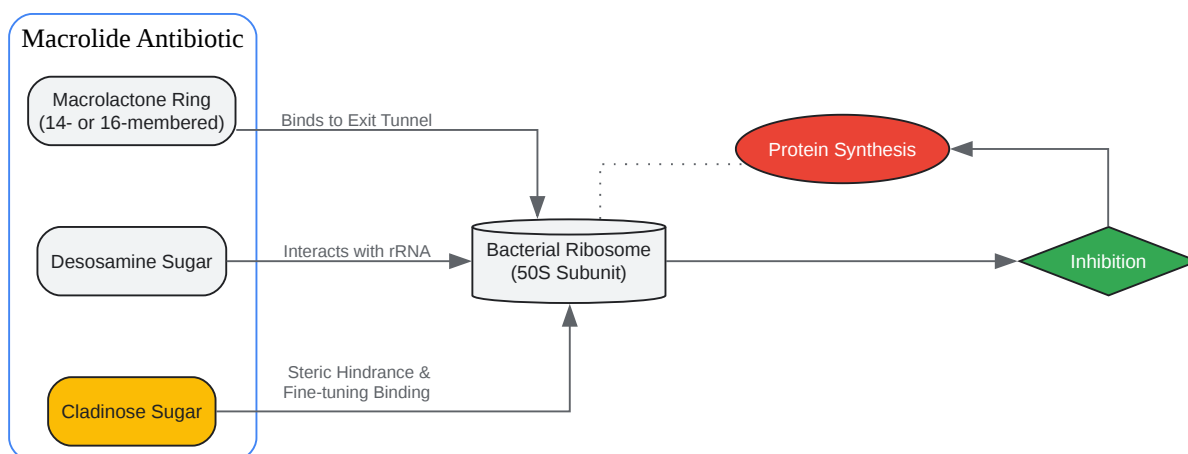 Macrolide Antibiotic
Macrolactone Ring
(14- or 16-membered)
Binds to Exit Tunnel
Protein Synthesis
Desosamine Sugar
Interacts with rRNA
Bacterial Ribosome
(50S Subunit)
Inhibition
Steric Hindrance &
Fine-tuning Binding
Cladinose Sugar